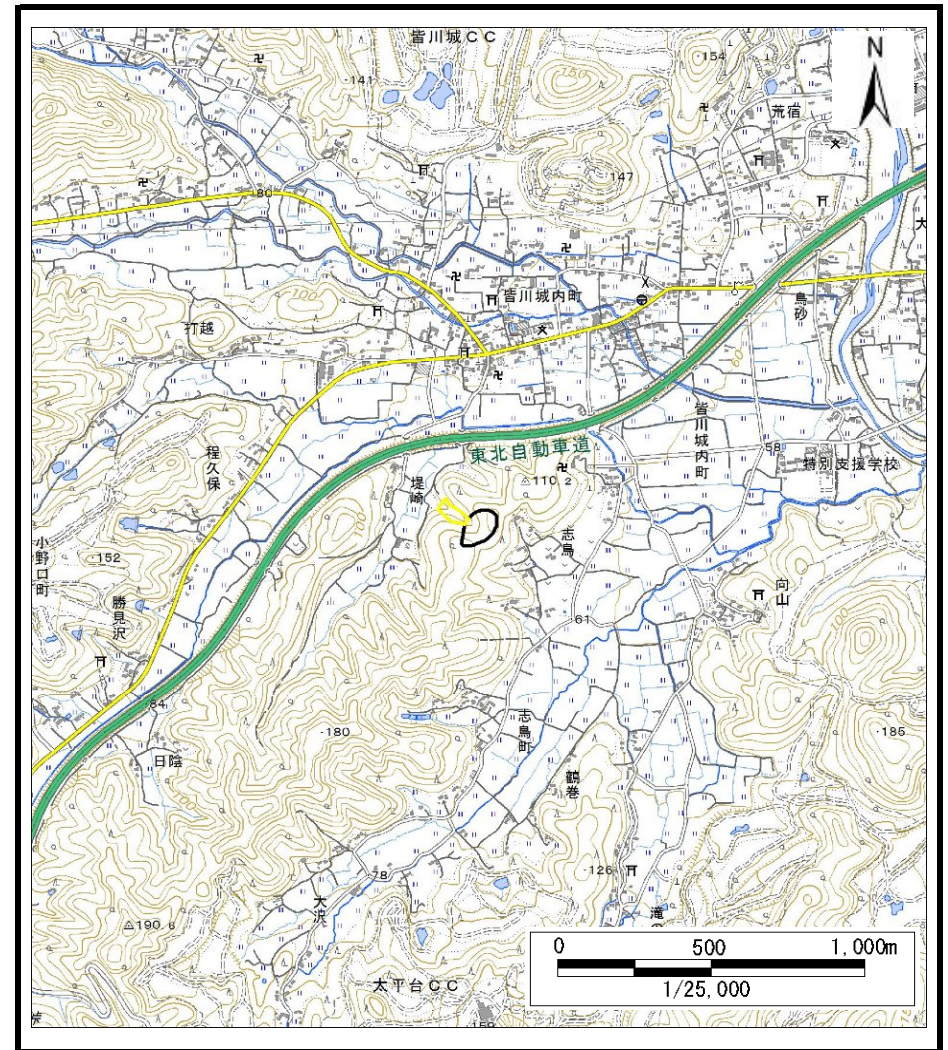 皆川城CC
N
141
154
荒宿
147
80
大
皆川城内町
鳥砂
打越
皆川城内町
58
東北自動車道
特別支援学校
程久保
堤崎
110.2
志鳥
小野口町
152
向山
勝見沢
61
84
志鳥町
180
185
日陰
鶴巻
126
78
大沢
滝
190.6
太平台CC
159
0 500 1,000m
1/25,000